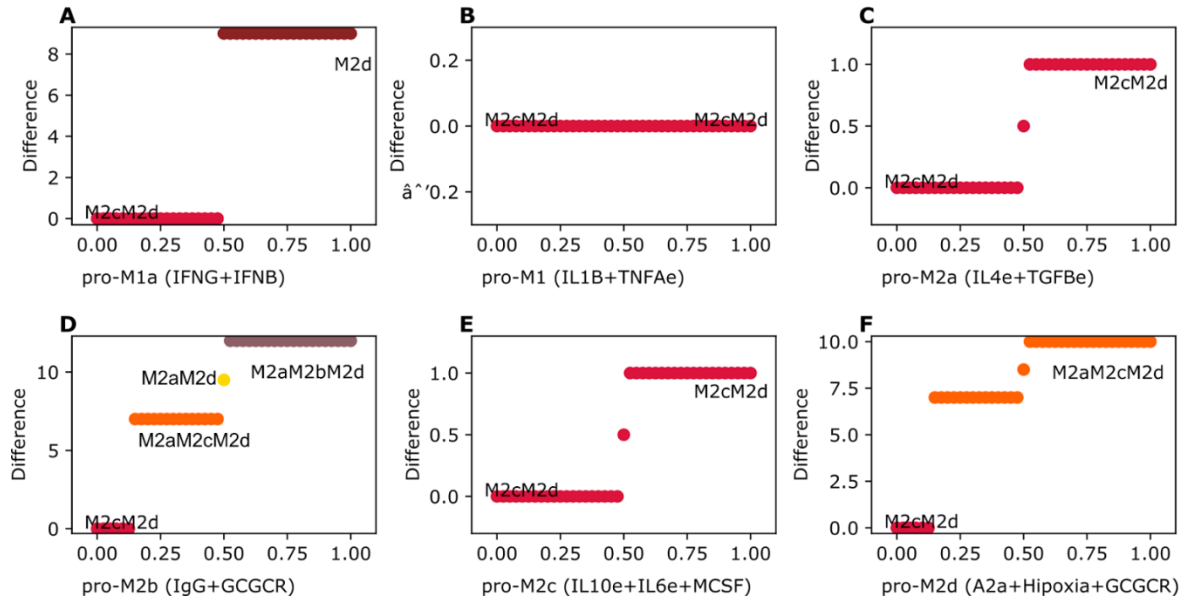 A
Difference
8
6
4
2
0
M2d
M2cM2d
0.00 0.25 0.50 0.75 1.00
pro-M1a (IFNG+IFNB)
B
Difference
0.2
0.0
âˆ’0.2
M2cM2d M2cM2d
0.00 0.25 0.50 0.75 1.00
pro-M1 (IL1B+TNFAe)
C
Difference
1.0
0.5
0.0
M2cM2d
M2cM2d
0.00 0.25 0.50 0.75 1.00
pro-M2a (IL4e+TGFBe)
D
Difference
10
5
0
M2aM2d M2aM2bM2d
M2aM2cM2d
M2cM2d
0.00 0.25 0.50 0.75 1.00
pro-M2b (IgG+GCGCR)
E
Difference
1.0
0.5
0.0
M2cM2d
M2cM2d
0.00 0.25 0.50 0.75 1.00
pro-M2c (IL10e+IL6e+MCSF)
F
Difference
10.0
7.5
5.0
2.5
0.0
M2aM2cM2d
M2cM2d
0.00 0.25 0.50 0.75 1.00
pro-M2d (A2a+Hipoxia+GCGCR)